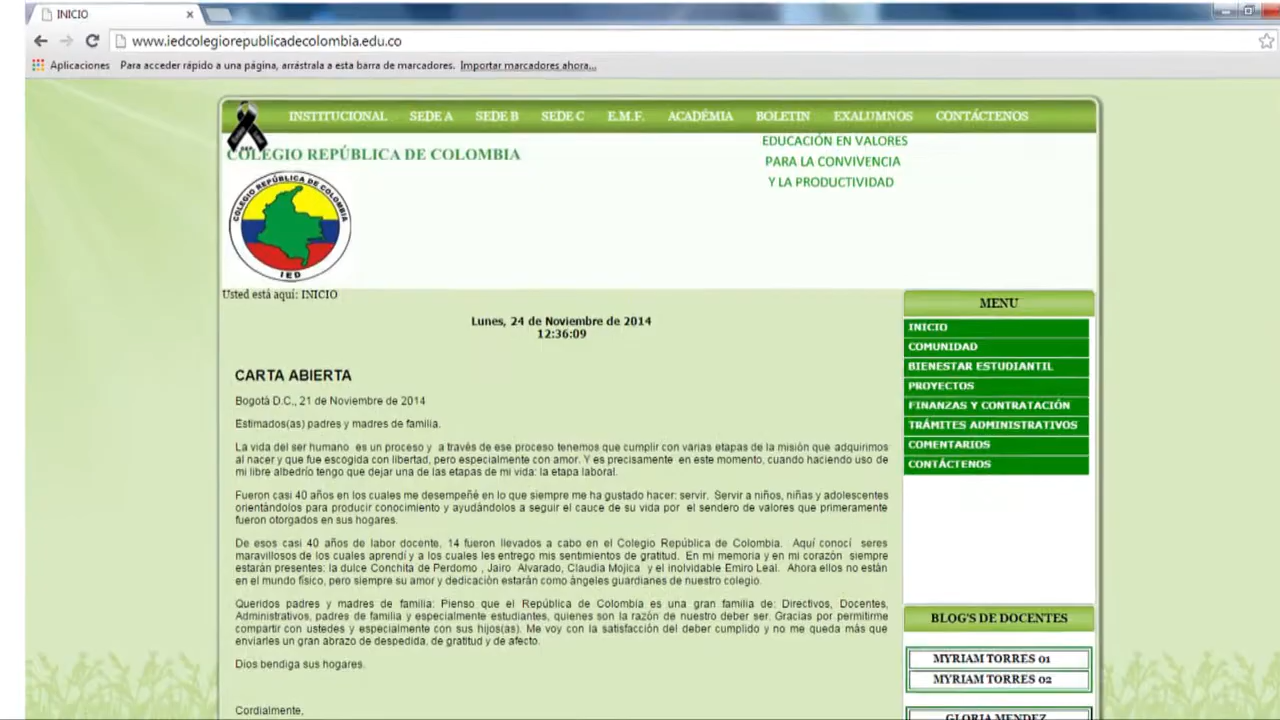 INICIO
www.iedcolegiorepublicadecolombia.edu.co
Aplicaciones Para acceder rápido a una página, arrástrala a esta barra de marcadores. Importar marcadores ahora...
INSTITUCIONAL SEDE A SEDE B SEDE C E.M.F. ACADÉMIA BOLETIN EXALUMNOS CONTÁCTENOS
COLEGIO REPÚBLICA DE COLOMBIA
EDUCACIÓN EN VALORES
PARA LA CONVIVENCIA
Y LA PRODUCTIVIDAD
COLEGIO REPÚBLICA DE COLOMBIA
IED
Usted está aquí: INICIO
Lunes, 24 de Noviembre de 2014
12:36:09
CARTA ABIERTA
Bogotá D.C., 21 de Noviembre de 2014
Estimados(as) padres y madres de familia.
La vida del ser humano es un proceso y a través de ese proceso tenemos que cumplir con varias etapas de la misión que adquirimos
al nacer y que fue escogida con libertad, pero especialmente con amor. Y es precisamente en este momento, cuando haciendo uso de
mi libre albedrío tengo que dejar una de las etapas de mi vida: la etapa laboral.
Fueron casi 40 años en los cuales me desempeñé en lo que siempre me ha gustado hacer: servir. Servir a niños, niñas y adolescentes
orientándolos para producir conocimiento y ayudándolos a seguir el cauce de su vida por el sendero de valores que primeramente
fueron otorgados en sus hogares.
De esos casi 40 años de labor docente, 14 fueron llevados a cabo en el Colegio República de Colombia. Aquí conocí seres
maravillosos de los cuales aprendí y a los cuales les entrego mis sentimientos de gratitud. En mi memoria y en mi corazón siempre
estarán presentes: la dulce Conchita de Perdomo , Jairo Alvarado, Claudia Mojica y el inolvidable Emiro Leal. Ahora ellos no están
en el mundo físico, pero siempre su amor y dedicación estarán como ángeles guardianes de nuestro colegio.
Queridos padres y madres de familia: Pienso que el República de Colombia es una gran familia de: Directivos, Docentes,
Administrativos, padres de familia y especialmente estudiantes, quienes son la razón de nuestro deber ser. Gracias por permitirme
compartir con ustedes y especialmente con sus hijos(as). Me voy con la satisfacción del deber cumplido y no me queda más que
enviarles un gran abrazo de despedida, de gratitud y de afecto.
Dios bendiga sus hogares.
Cordialmente,
MENU
INICIO
COMUNIDAD
BIENESTAR ESTUDIANTIL
PROYECTOS
FINANZAS Y CONTRATACIÓN
TRÁMITES ADMINISTRATIVOS
COMENTARIOS
CONTÁCTENOS
BLOG'S DE DOCENTES
MYRIAM TORRES 01
MYRIAM TORRES 02
GLORIA MENDEZ